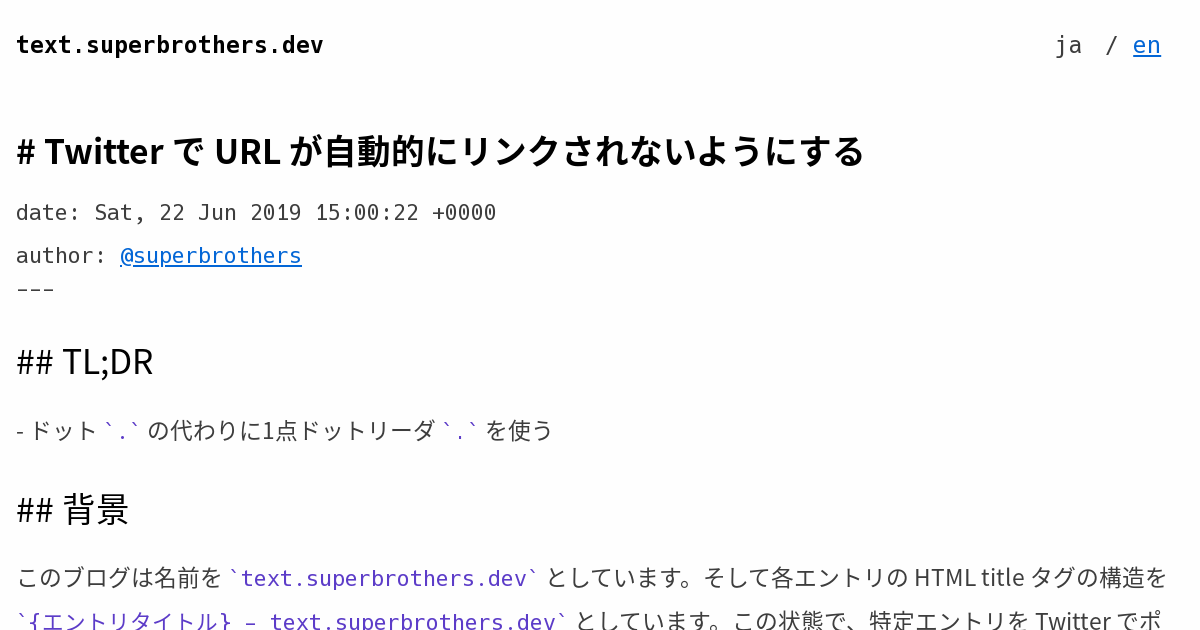 text.superbrothers.dev
ja / en
# Twitter で URL が自動的にリンクされないようにする
date: Sat, 22 Jun 2019 15:00:22 +0000
author: @superbrothers
---
## TL;DR
- ドット `.` の代わりに1点ドットリーダ `․` を使う
## 背景
このブログは名前を `text.superbrothers.dev` としています。そして各エントリの HTML title タグの構造を
`{エントリタイトル} – text.superbrothers.dev` としています。この状態で、特定エントリを Twitter でポ